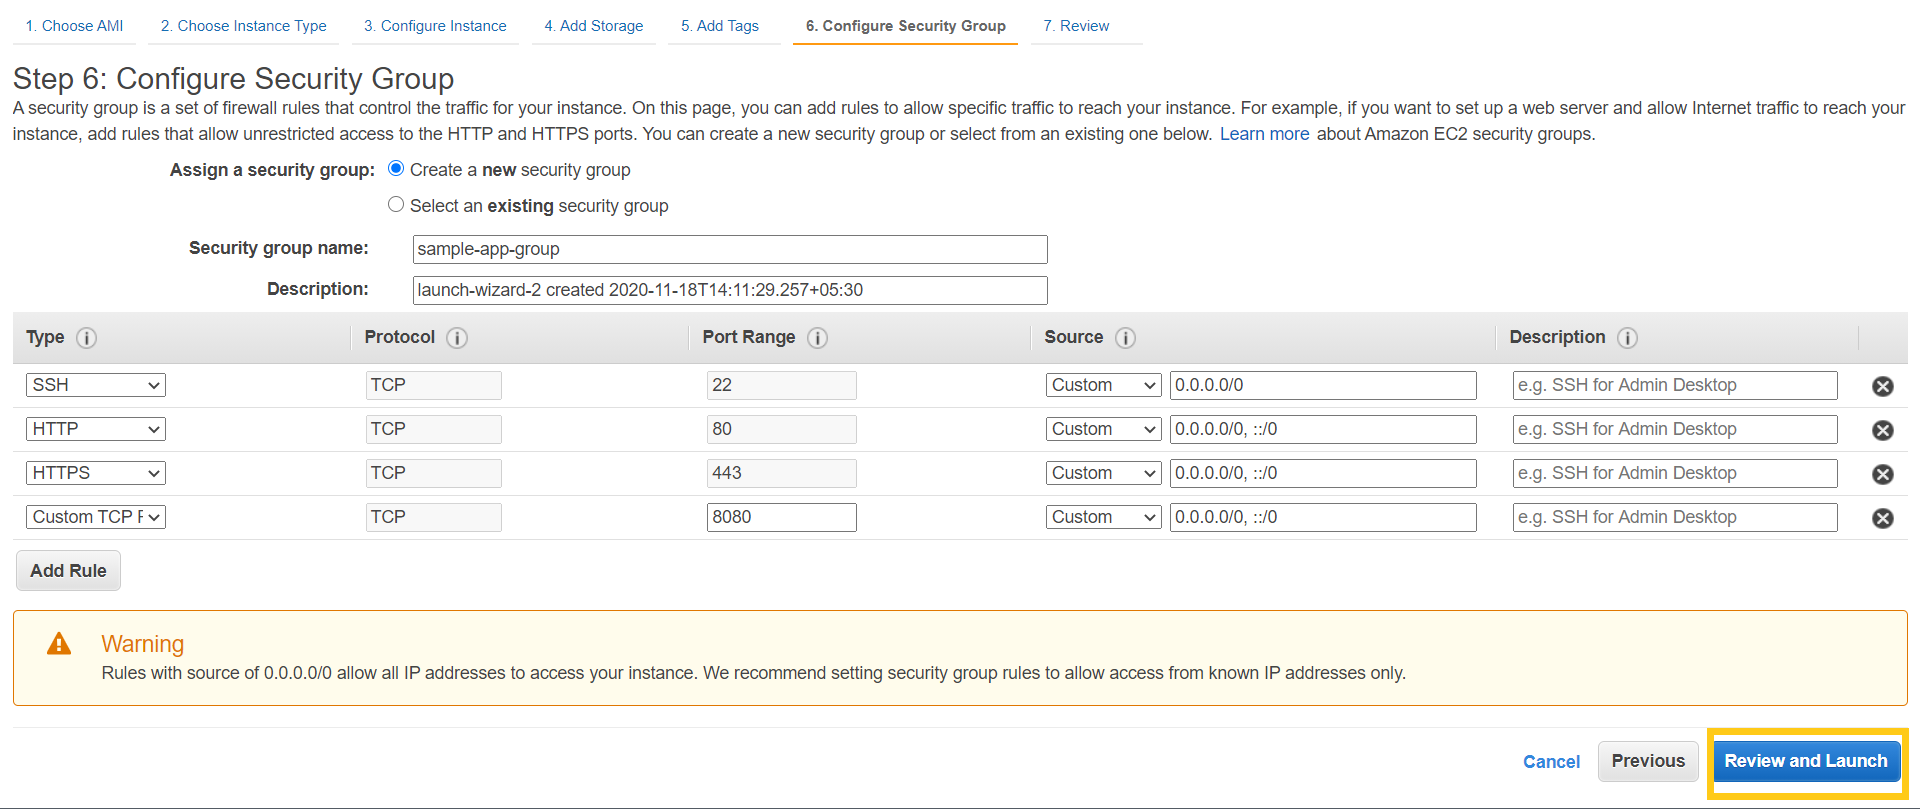 1. Choose AMI 2. Choose Instance Type 3. Configure Instance 4. Add Storage 5. Add Tags 6. Configure Security Group 7. Review
Step 6: Configure Security Group
A security group is a set of firewall rules that control the traffic for your instance. On this page, you can add rules to allow specific traffic to reach your instance. For example, if you want to set up a web server and allow Internet traffic to reach your
instance, add rules that allow unrestricted access to the HTTP and HTTPS ports. You can create a new security group or select from an existing one below. Learn more about Amazon EC2 security groups.
Assign a security group: Create a new security group
Select an existing security group
Security group name: sample-app-group
Description: launch-wizard-2 created 2020-11-18T14:11:29.257+05:30
Type i Protocol i Port Range i Source i Description i
SSH TCP 22 Custom 0.0.0.0/0 e.g. SSH for Admin Desktop
HTTP TCP 80 Custom 0.0.0.0/0, ::/0 e.g. SSH for Admin Desktop
HTTPS TCP 443 Custom 0.0.0.0/0, ::/0 e.g. SSH for Admin Desktop
Custom TCP F TCP 8080 Custom 0.0.0.0/0, ::/0 e.g. SSH for Admin Desktop
Add Rule
Warning
Rules with source of 0.0.0.0/0 allow all IP addresses to access your instance. We recommend setting security group rules to allow access from known IP addresses only.
Cancel Previous Review and Launch